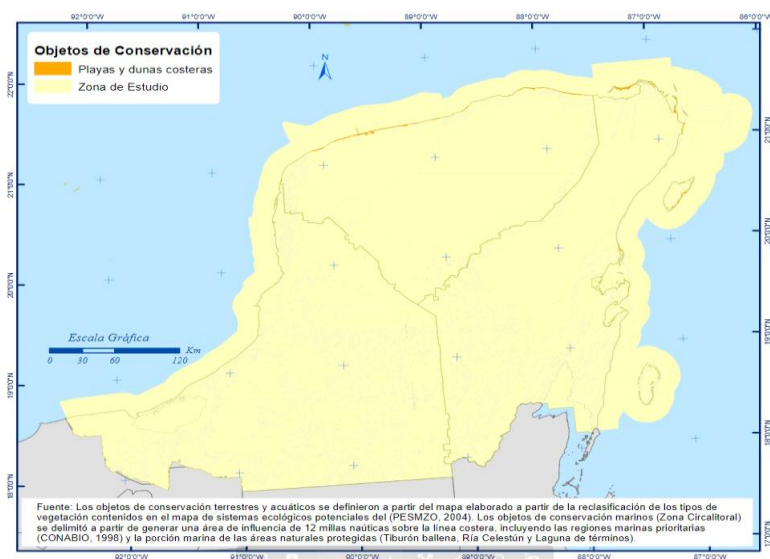 92°0'0"W 91°0'0"W 90°0'0"W 89°0'0"W 88°0'0"W 87°0'0"W 86°0'0"W
Objetos de Conservación
Playas y dunas costeras
Zona de Estudio
N
22°0'0"N
21°0'0"N
21°0'0"N
20°0'0"N
20°0'0"N
19°0'0"N
19°0'0"N
18°0'0"N
18°0'0"N
17°0'0"N
Escala Gráfica
Km
0 30 60 120
Fuente: Los objetos de conservación terrestres y acuáticos se definieron a partir del mapa elaborado a partir de la reclasificación de los tipos de
vegetación contenidos en el mapa de sistemas ecológicos potenciales del (PESMZO, 2004). Los objetos de conservación marinos (Zona Circalitoral)
se delimitó a partir de generar una área de influencia de 12 millas naúticas sobre la línea costera, incluyendo las regiones marinas prioritarias
(CONABIO, 1998) y la porción marina de las áreas naturales protegidas (Tiburón ballena, Ría Celestún y Laguna de términos).
92°0'0"W 91°0'0"W 90°0'0"W 89°0'0"W 88°0'0"W 87°0'0"W